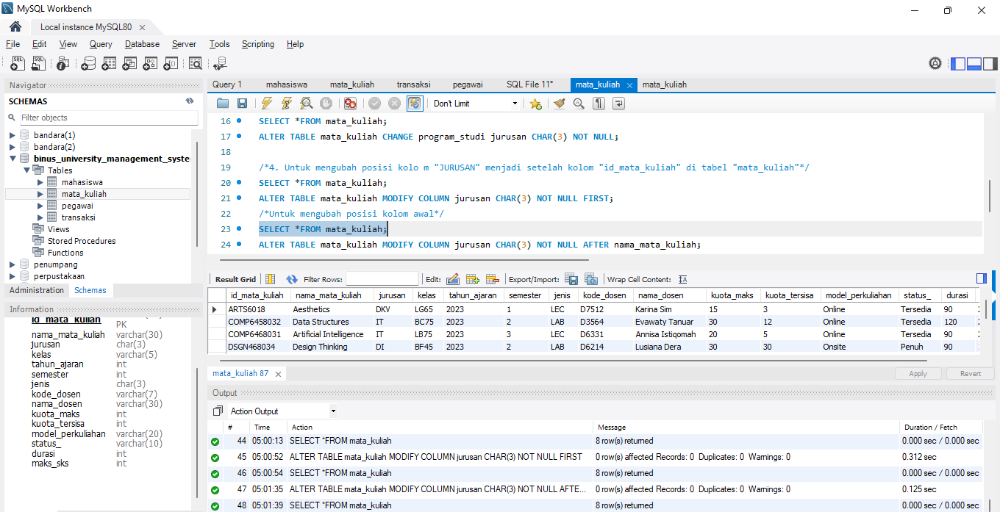 MySQL Workbench
Local instance MySQL80
File Edit View Query Database Server Tools Scripting Help
Navigator
SCHEMAS
Filter objects
bandara(1)
bandara(2)
binus_university_management_syste
Tables
mahasiswa
mata_kuliah
pegawai
transaksi
Views
Stored Procedures
Functions
penumpang
perpustakaan
Administration Schemas
Information
id_mata_kuliah
PK
nama_mata_kuliah varchar(30)
jurusan char(3)
kelas varchar(5)
tahun_ajaran int
semester int
jenis char(3)
kode_dosen varchar(7)
nama_dosen varchar(30)
kuota_maks int
kuota_tersisa int
model_perkuliahan varchar(20)
status_ varchar(10)
durasi int
maks_sks int
Query 1 mahasiswa mata_kuliah transaksi pegawai SQL File 11* mata_kuliah mata_kuliah
Don't Limit
16 SELECT *FROM mata_kuliah;
17 ALTER TABLE mata_kuliah CHANGE program_studi jurusan CHAR(3) NOT NULL;
18
19 /*4. Untuk mengubah posisi kolo m "JURUSAN" menjadi setelah kolom "id_mata_kuliah" di tabel "mata_kuliah"*/
20 SELECT *FROM mata_kuliah;
21 ALTER TABLE mata_kuliah MODIFY COLUMN jurusan CHAR(3) NOT NULL FIRST;
22 /*Untuk mengubah posisi kolom awal*/
23 SELECT *FROM mata_kuliah;
24 ALTER TABLE mata_kuliah MODIFY COLUMN jurusan CHAR(3) NOT NULL AFTER nama_mata_kuliah;
Result Grid Filter Rows: Edit: Export/Import: Wrap Cell Content:
id_mata_kuliah nama_mata_kuliah jurusan kelas tahun_ajaran semester jenis kode_dosen nama_dosen kuota_maks kuota_tersisa model_perkuliahan status_ durasi
ARTS6018 Aesthetics DKV LG65 2023 1 LEC D7512 Karina Sim 15 3 Online Tersedia 90
COMP6458032 Data Structures IT BC75 2023 2 LAB D3564 Evawaty Tanuar 30 12 Online Tersedia 120
COMP6468031 Artificial Intelligence IT LB75 2023 3 LEC D6331 Annisa Istiqomah 20 5 Online Tersedia 90
DSGN468034 Design Thinking DI BF45 2023 2 LAB D6214 Lusiana Dera 30 30 Onsite Penuh 90
mata_kuliah 87
Apply Revert
Output
Action Output
# Time Action Message Duration / Fetch
44 05:00:13 SELECT *FROM mata_kuliah 8 row(s) returned 0.000 sec / 0.000 sec
45 05:00:52 ALTER TABLE mata_kuliah MODIFY COLUMN jurusan CHAR(3) NOT NULL FIRST 0 row(s) affected Records: 0 Duplicates: 0 Warnings: 0 0.312 sec
46 05:00:54 SELECT *FROM mata_kuliah 8 row(s) returned 0.000 sec / 0.000 sec
47 05:01:35 ALTER TABLE mata_kuliah MODIFY COLUMN jurusan CHAR(3) NOT NULL AFTE... 0 row(s) affected Records: 0 Duplicates: 0 Warnings: 0 0.125 sec
48 05:01:39 SELECT *FROM mata_kuliah 8 row(s) returned 0.000 sec / 0.000 sec